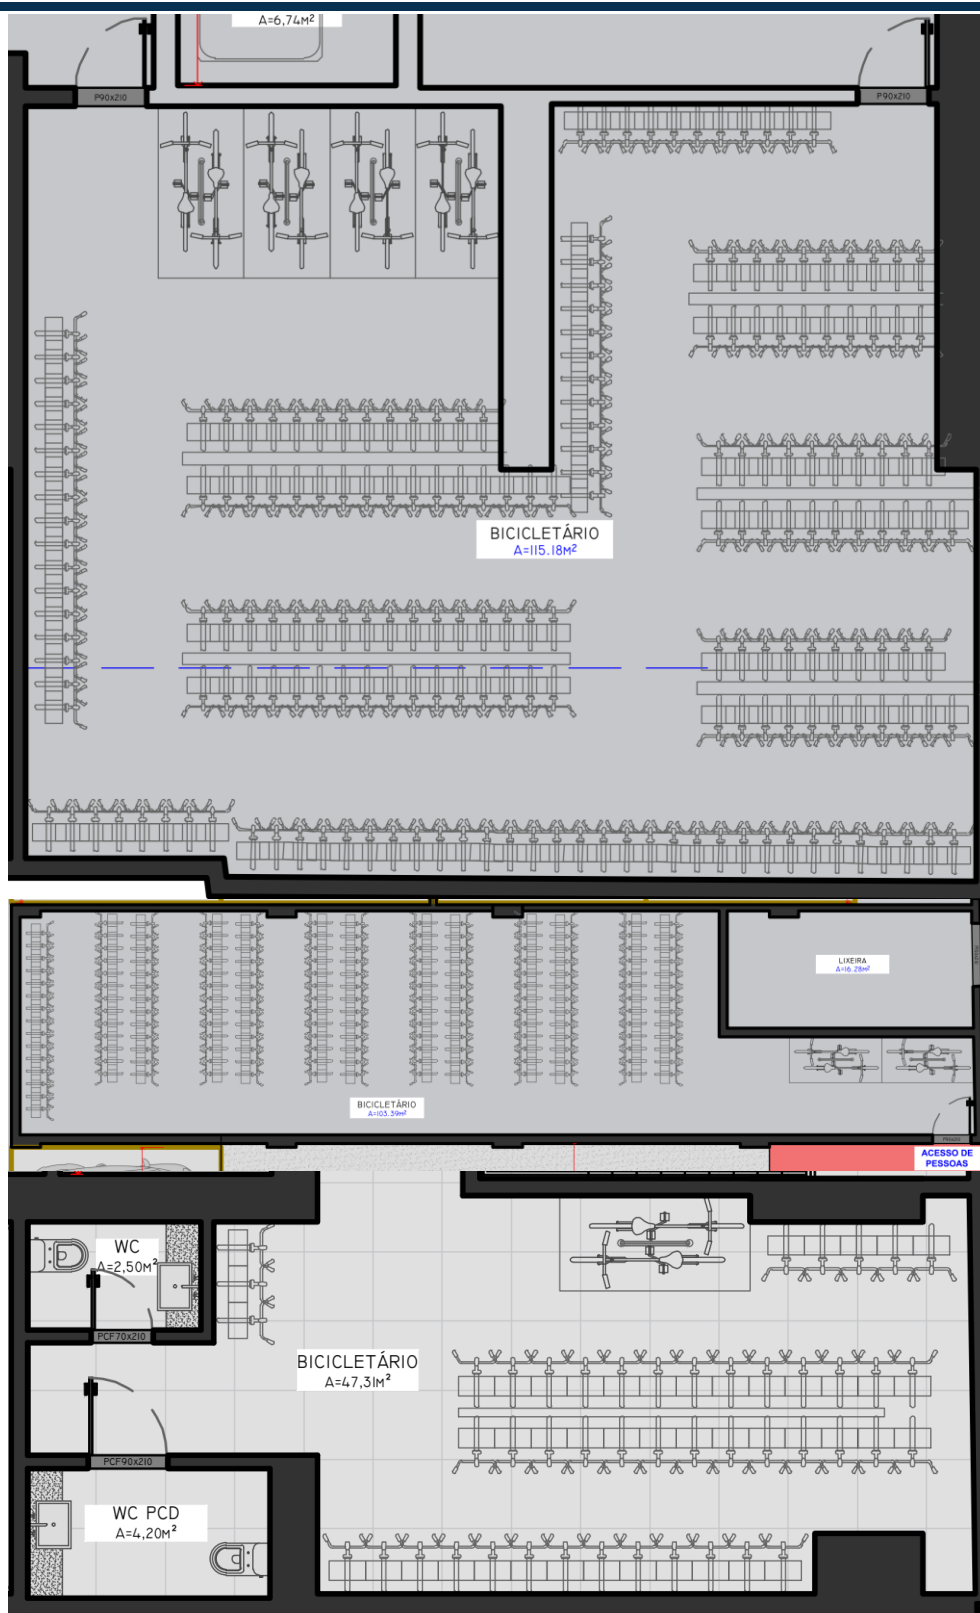 A=6,74M²
P90X210
P90X210
BICICLETÁRIO
A=115.18M²
LIXEIRA
A=16.28M²
BICICLETÁRIO
A=103.39M²
ACESSO DE
PESSOAS
WC
A=2,50M²
PCF70X210
BICICLETÁRIO
A=47,31M²
PCF90X210
WC PCD
A=4,20M²